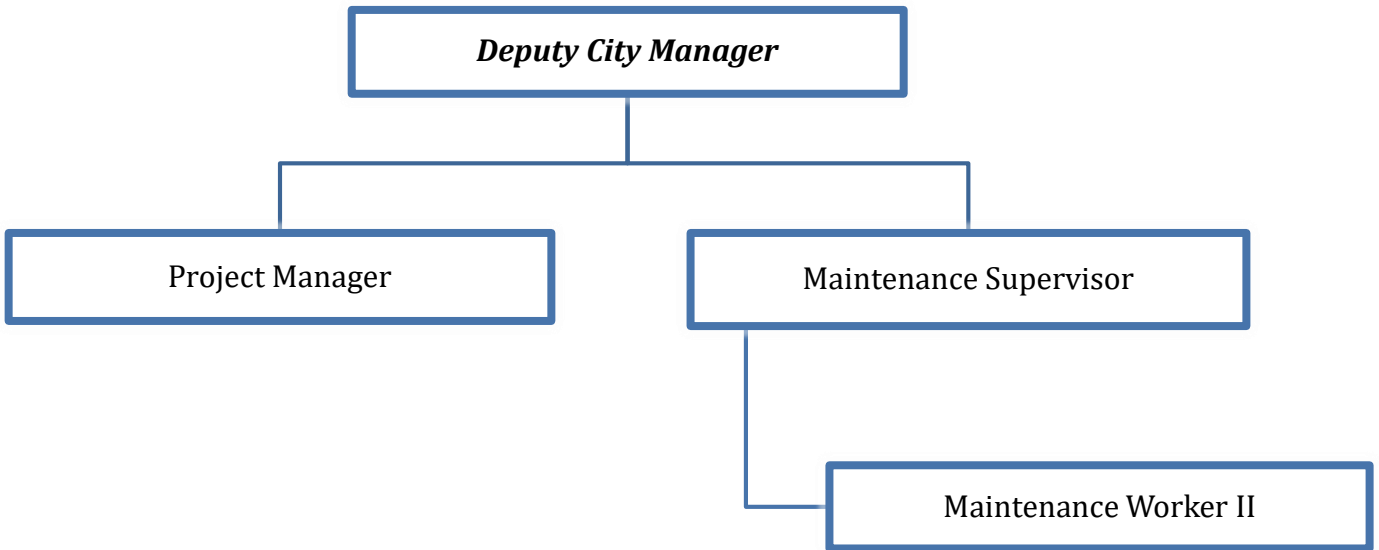 Deputy City Manager
Project Manager
Maintenance Supervisor
Maintenance Worker II